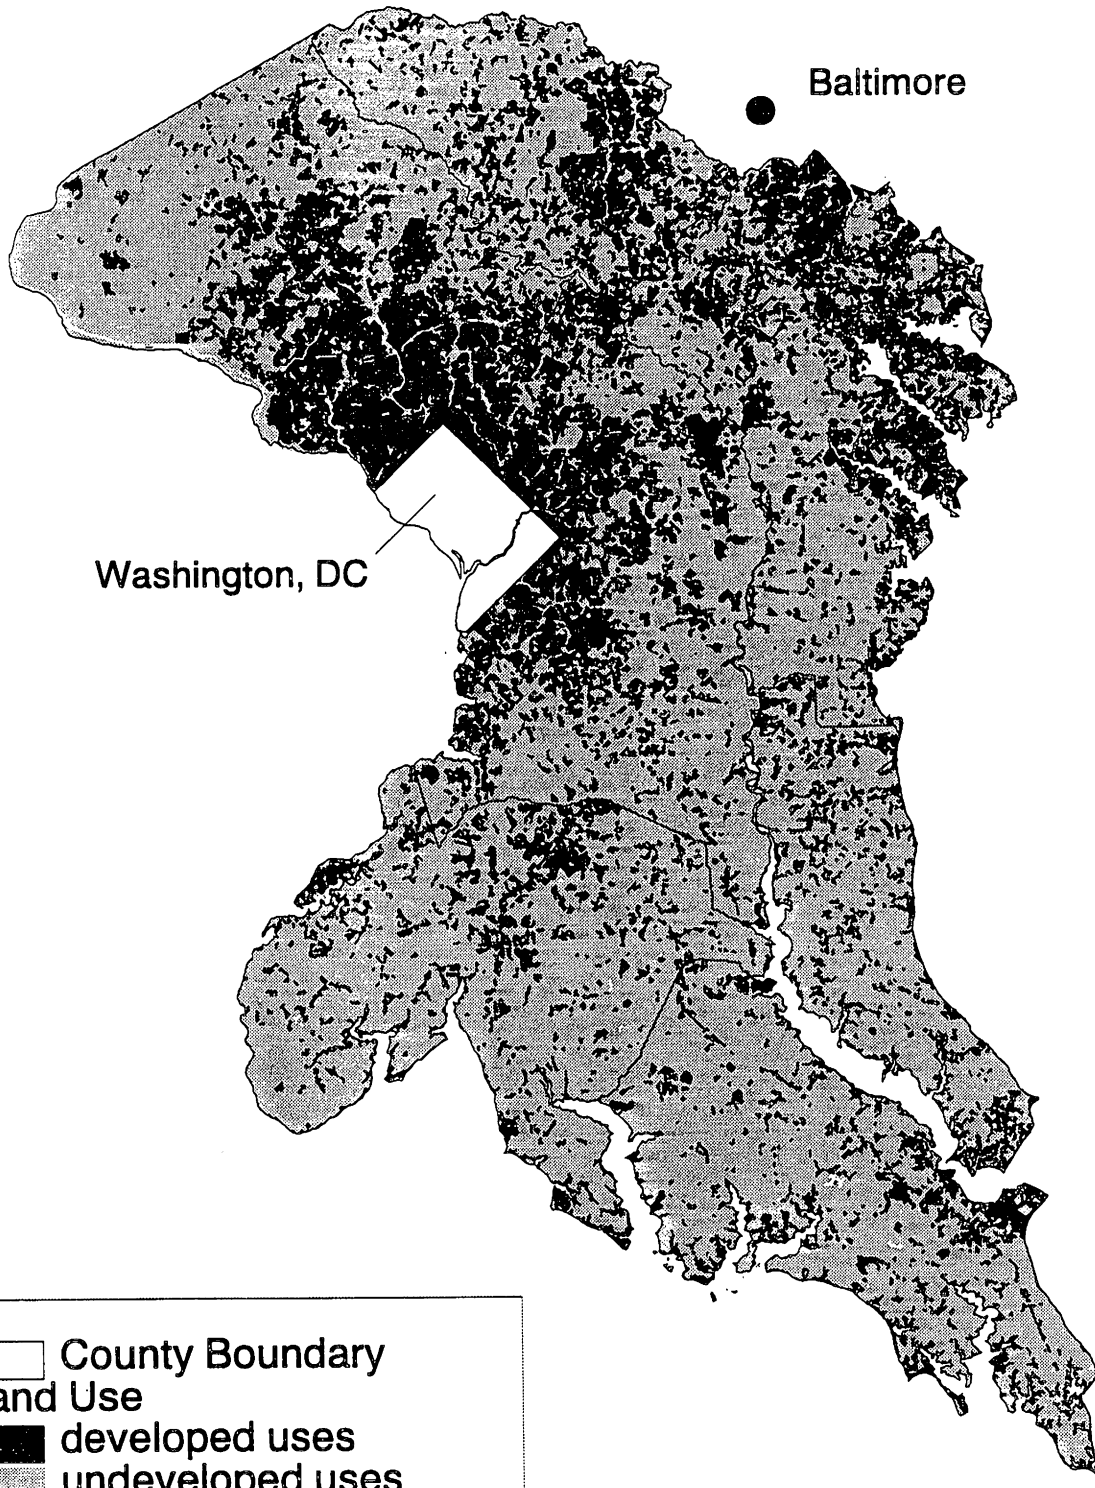 Baltimore
Washington, DC
County Boundary
and Use
developed uses
undeveloped uses